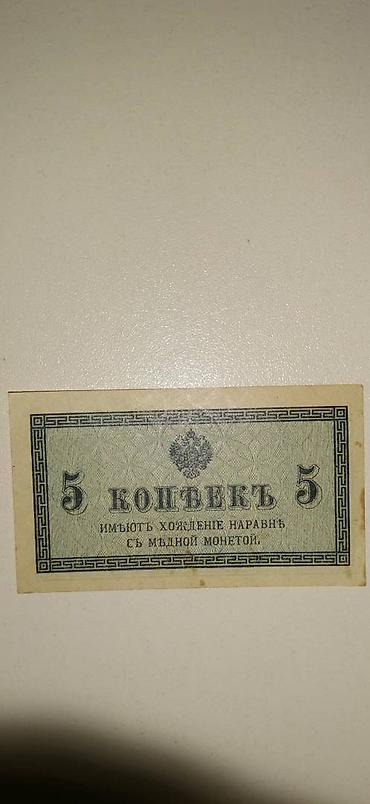 5 КОПѢЕКЪ 5
ИМѢЮТЪ ХОЖДЕНІЕ НАРАВНѢ
СЪ МѢДНОЙ МОНЕТОЙ.